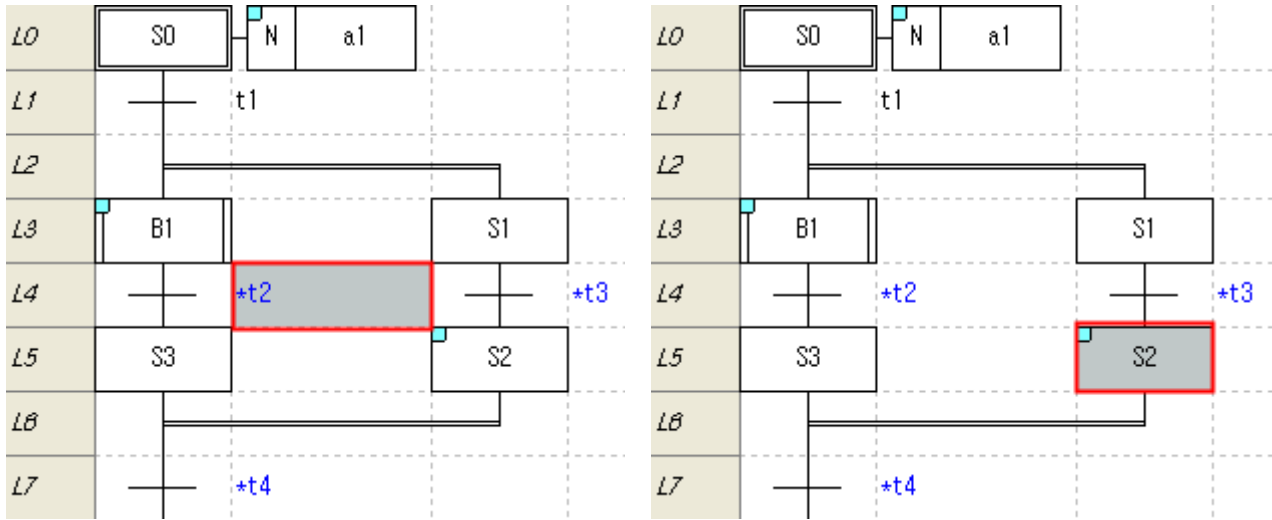 L0 S0 N a1
L1 t1
L2
L3 B1 S1
L4 *t2 *t3
L5 S3 S2
L6
L7 *t4
L0 S0 N a1
L1 t1
L2
L3 B1 S1
L4 *t2 *t3
L5 S3 S2
L6
L7 *t4